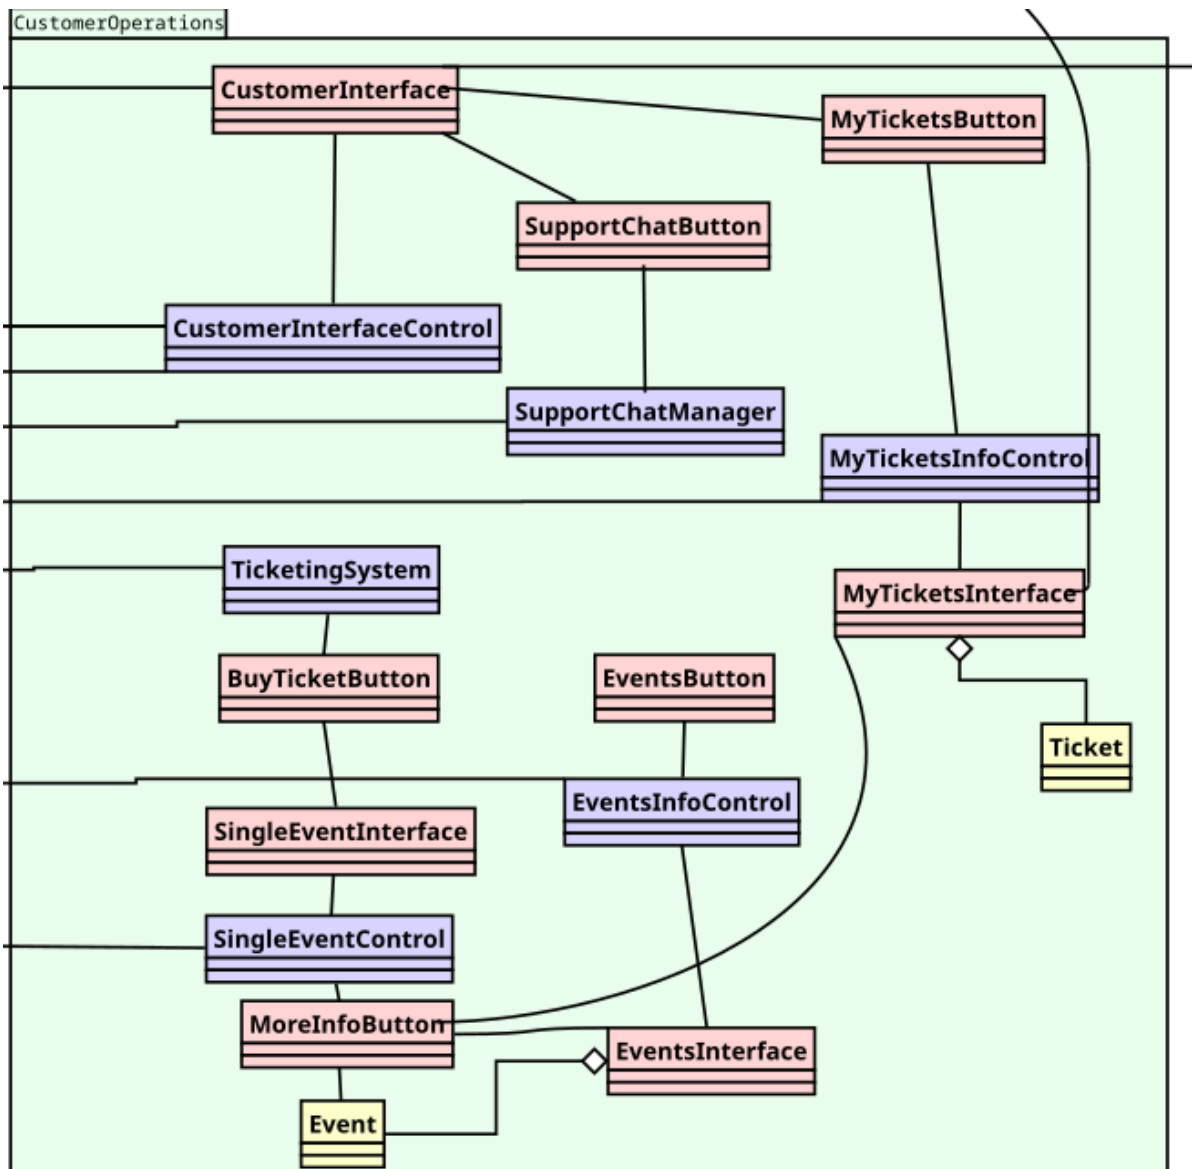 CustomerOperations
CustomerInterface
MyTicketsButton
SupportChatButton
CustomerInterfaceControl
SupportChatManager
MyTicketsInfoControl
TicketingSystem
MyTicketsInterface
BuyTicketButton
EventsButton
Ticket
EventsInfoControl
SingleEventInterface
SingleEventControl
MoreInfoButton
EventsInterface
Event